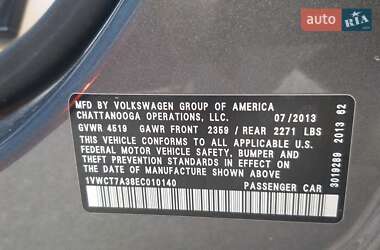 auto RIA
MFD BY VOLKSWAGEN GROUP OF AMERICA
CHATTANOOGA OPERATIONS, LLC. 07/2013
GVWR 4519 GAWR FRONT 2359 / REAR 2271 LBS
THIS VEHICLE CONFORMS TO ALL APPLICABLE
U.S. FEDERAL MOTOR VEHICLE SAFETY, BUMPER AND
THEFT PREVENTION STANDARDS IN EFFECT ON THE
DATE OF MANUFACTURE SHOWN ABOVE.
1VWCT7A38EC010140 PASSENGER CAR
3019289 2013 82